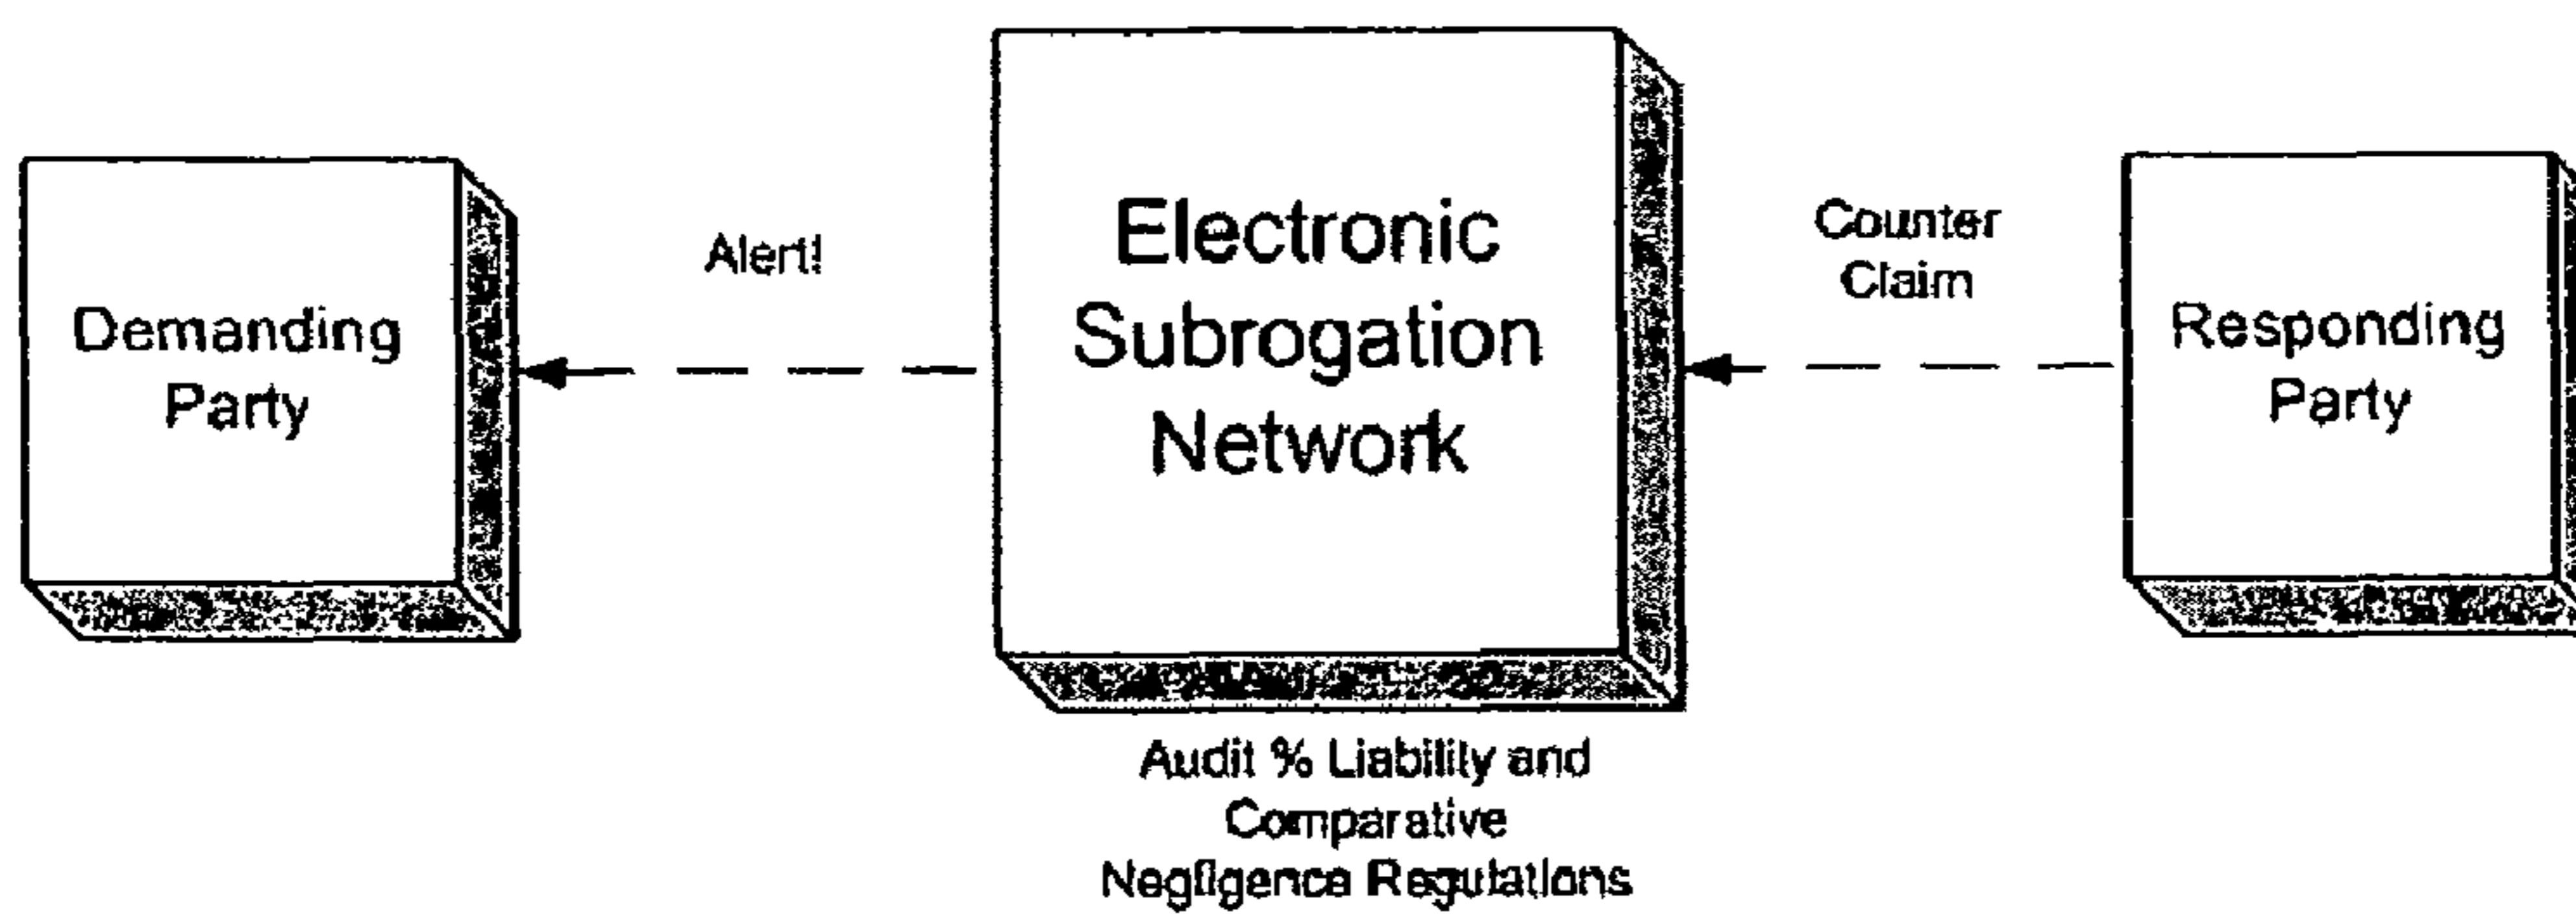 Demanding
Party
Alert!
Electronic
Subrogation
Network
Counter
Claim
Responding
Party
Audit % Liability and
Comparative
Negligence Regulations